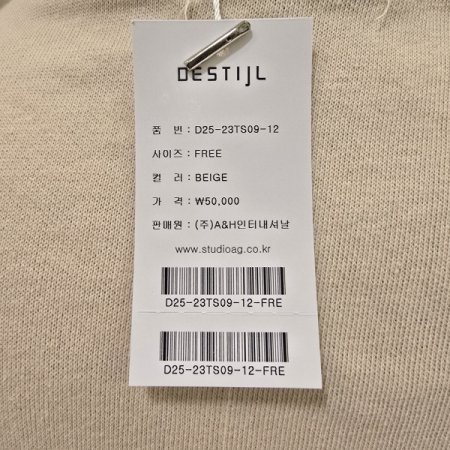 DESTIJL
품 번 : D25-23TS09-12
사이즈 : FREE
컬 러 : BEIGE
가 격 : ₩50,000
판매원 : (주)A&H인터내셔날
www.studioag.co.kr
D25-23TS09-12-FRE
D25-23TS09-12-FRE